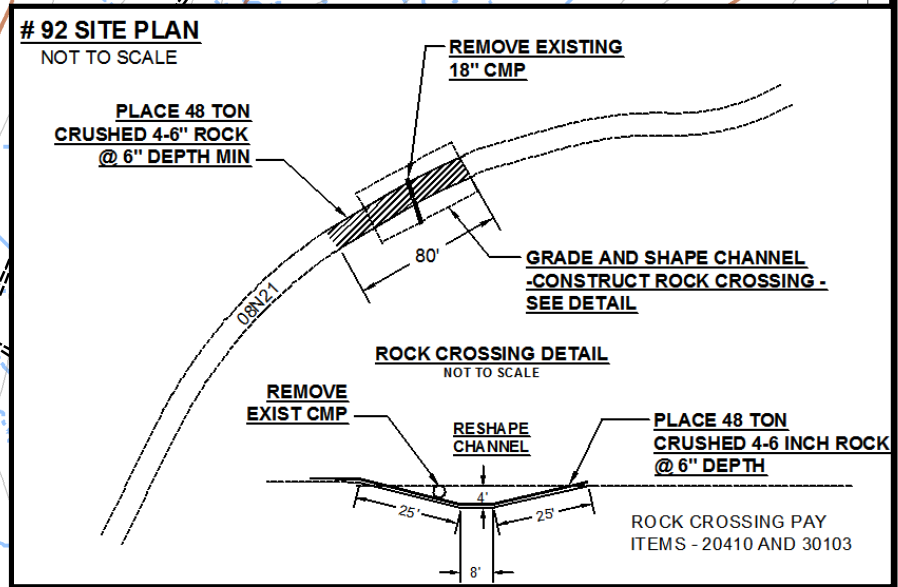 # 92 SITE PLAN
NOT TO SCALE
REMOVE EXISTING
18" CMP
PLACE 48 TON
CRUSHED 4-6" ROCK
@ 6" DEPTH MIN
80'
GRADE AND SHAPE CHANNEL
-CONSTRUCT ROCK CROSSING -
SEE DETAIL
08N21
ROCK CROSSING DETAIL
NOT TO SCALE
REMOVE
EXIST CMP
RESHAPE
CHANNEL
PLACE 48 TON
CRUSHED 4-6 INCH ROCK
@ 6" DEPTH
4'
25'
25'
8'
ROCK CROSSING PAY
ITEMS - 20410 AND 30103